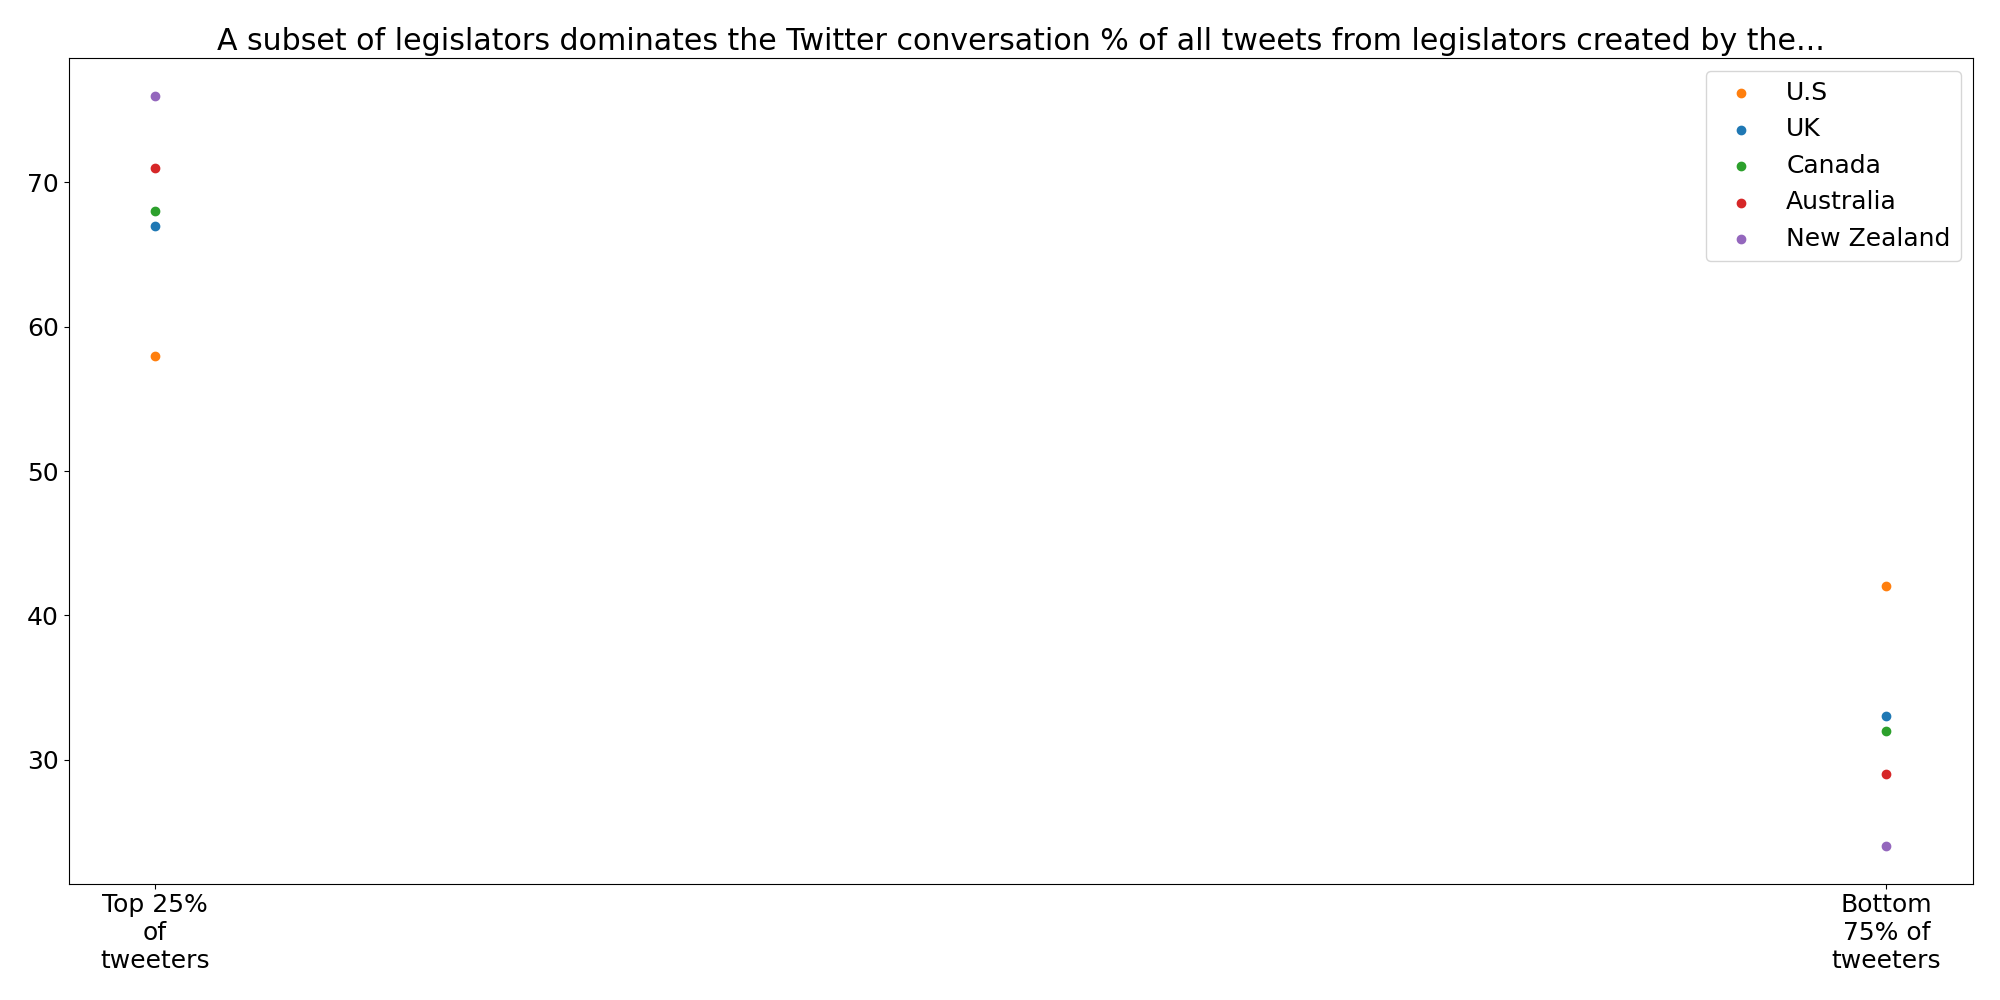 A subset of legislators dominates the Twitter conversation % of all tweets from legislators created by the...
U.S
UK
Canada
Australia
New Zealand
70
60
50
40
30
Top 25%
of
tweeters
Bottom
75% of
tweeters